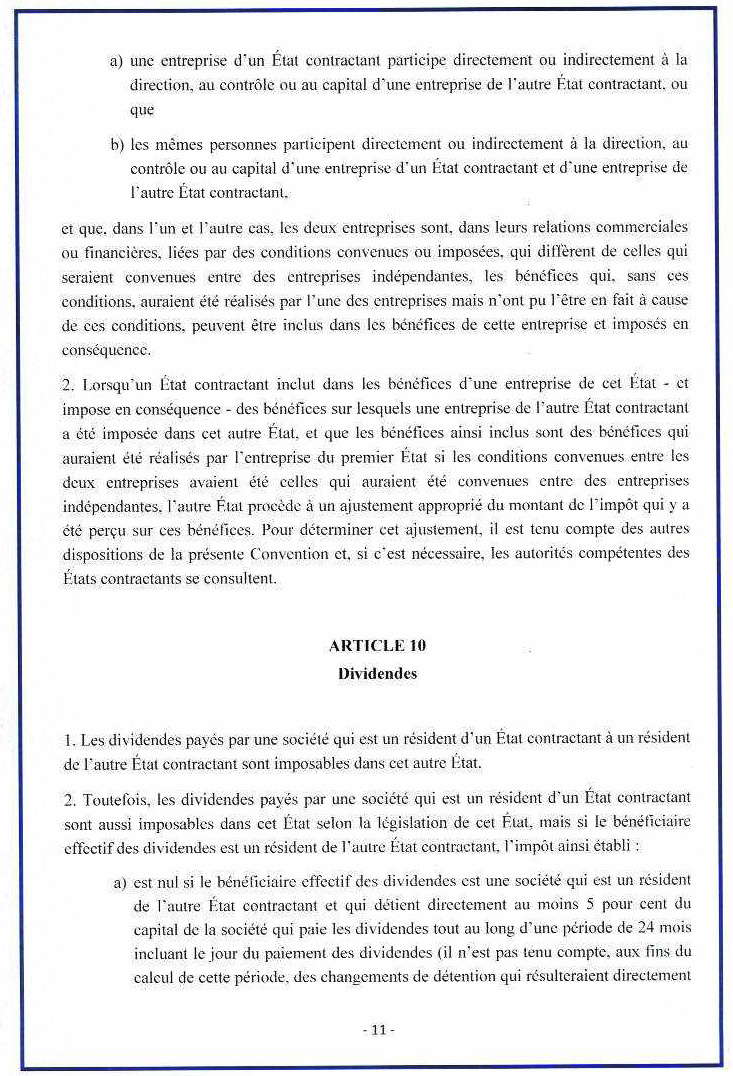 a) une entreprise d'un État contractant participe directement ou indirectement à la
direction, au contrôle ou au capital d'une entreprise de l'autre État contractant, ou
que
b) les mêmes personnes participent directement ou indirectement à la direction, au
contrôle ou au capital d'une entreprise d'un État contractant et d'une entreprise de
l'autre État contractant,
et que, dans l'un et l'autre cas, les deux entreprises sont, dans leurs relations commerciales
ou financières, liées par des conditions convenues ou imposées, qui diffèrent de celles qui
seraient convenues entre des entreprises indépendantes, les bénéfices qui, sans ces
conditions, auraient été réalisés par l'une des entreprises mais n'ont pu l'être en fait à cause
de ces conditions, peuvent être inclus dans les bénéfices de cette entreprise et imposés en
conséquence.
2. Lorsqu'un État contractant inclut dans les bénéfices d'une entreprise de cet État - et
impose en conséquence - des bénéfices sur lesquels une entreprise de l'autre État contractant
a été imposée dans cet autre État, et que les bénéfices ainsi inclus sont des bénéfices qui
auraient été réalisés par l'entreprise du premier État si les conditions convenues entre les
deux entreprises avaient été celles qui auraient été convenues entre des entreprises
indépendantes, l'autre État procède à un ajustement approprié du montant de l'impôt qui y a
été perçu sur ces bénéfices. Pour déterminer cet ajustement, il est tenu compte des autres
dispositions de la présente Convention et, si c'est nécessaire, les autorités compétentes des
États contractants se consultent.
ARTICLE 10
Dividendes
1. Les dividendes payés par une société qui est un résident d'un État contractant à un résident
de l'autre État contractant sont imposables dans cet autre État.
2. Toutefois, les dividendes payés par une société qui est un résident d'un État contractant
sont aussi imposables dans cet État selon la législation de cet État, mais si le bénéficiaire
effectif des dividendes est un résident de l'autre État contractant, l'impôt ainsi établi :
a) est nul si le bénéficiaire effectif des dividendes est une société qui est un résident
de l'autre État contractant et qui détient directement au moins 5 pour cent du
capital de la société qui paie les dividendes tout au long d'une période de 24 mois
incluant le jour du paiement des dividendes (il n'est pas tenu compte, aux fins du
calcul de cette période, des changements de détention qui résulteraient directement
- 11 -